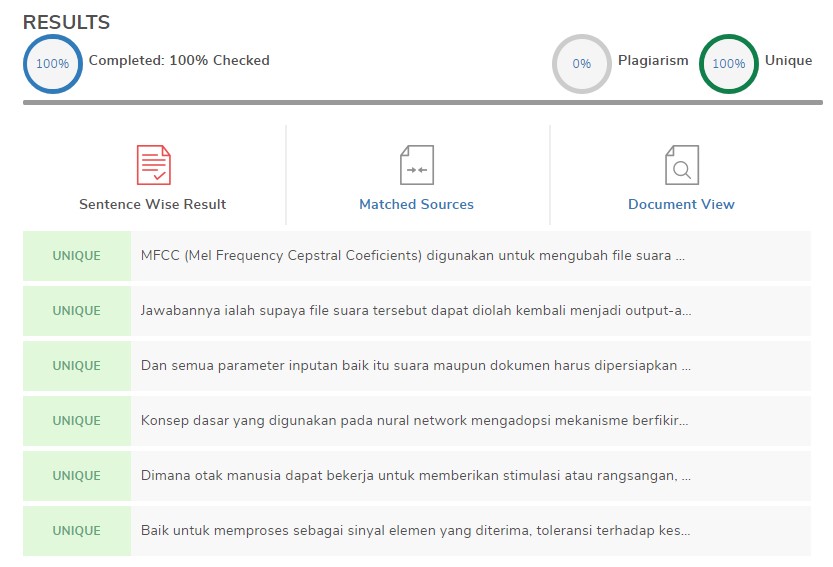 RESULTS
100% Completed: 100% Checked
0% Plagiarism 100% Unique
Sentence Wise Result
Matched Sources
Document View
UNIQUE MFCC (Mel Frequency Cepstral Coeficients) digunakan untuk mengubah file suara ...
UNIQUE Jawabannya ialah supaya file suara tersebut dapat diolah kembali menjadi output-a...
UNIQUE Dan semua parameter inputan baik itu suara maupun dokumen harus dipersiapkan ...
UNIQUE Konsep dasar yang digunakan pada nural network mengadopsi mekanisme berfikir...
UNIQUE Dimana otak manusia dapat bekerja untuk memberikan stimulasi atau rangsangan, ...
UNIQUE Baik untuk memproses sebagai sinyal elemen yang diterima, toleransi terhadap kes...